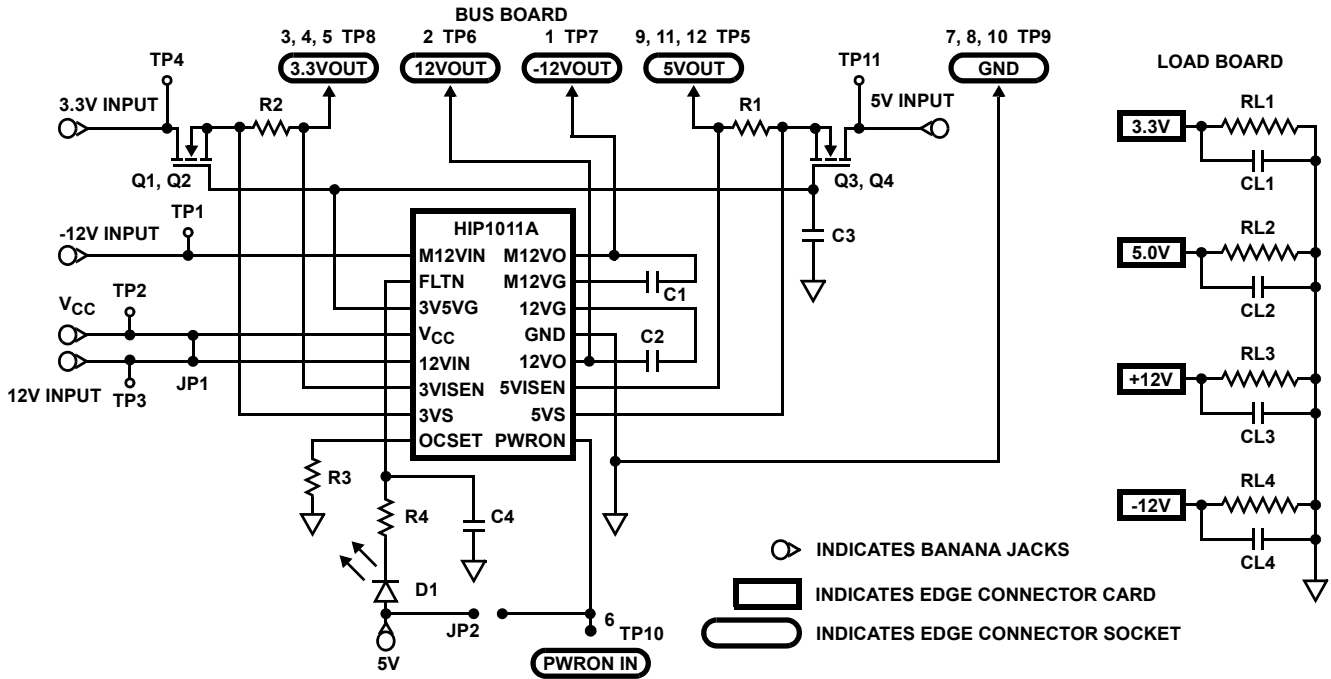 BUS BOARD
3, 4, 5 TP8
2 TP6
1 TP7
9, 11, 12 TP5
7, 8, 10 TP9
TP4
3.3VOUT
12VOUT
-12VOUT
5VOUT
TP11
GND
LOAD BOARD
3.3V INPUT
R2
R1
5V INPUT
Q1, Q2
Q3, Q4
TP1
-12V INPUT
HIP1011A
M12VIN
M12VO
FLTN
M12VG
C1
3V5VG
12VG
VCC
GND
12VIN
12VO
C2
3VISEN
5VISEN
3VS
5VS
OCSET
PWRON
C3
TP2
VCC
JP1
12V INPUT
TP3
R3
R4
C4
D1
JP2
5V
6
TP10
PWRON IN
3.3V
RL1
CL1
5.0V
RL2
CL2
+12V
RL3
CL3
-12V
RL4
CL4
INDICATES BANANA JACKS
INDICATES EDGE CONNECTOR CARD
INDICATES EDGE CONNECTOR SOCKET